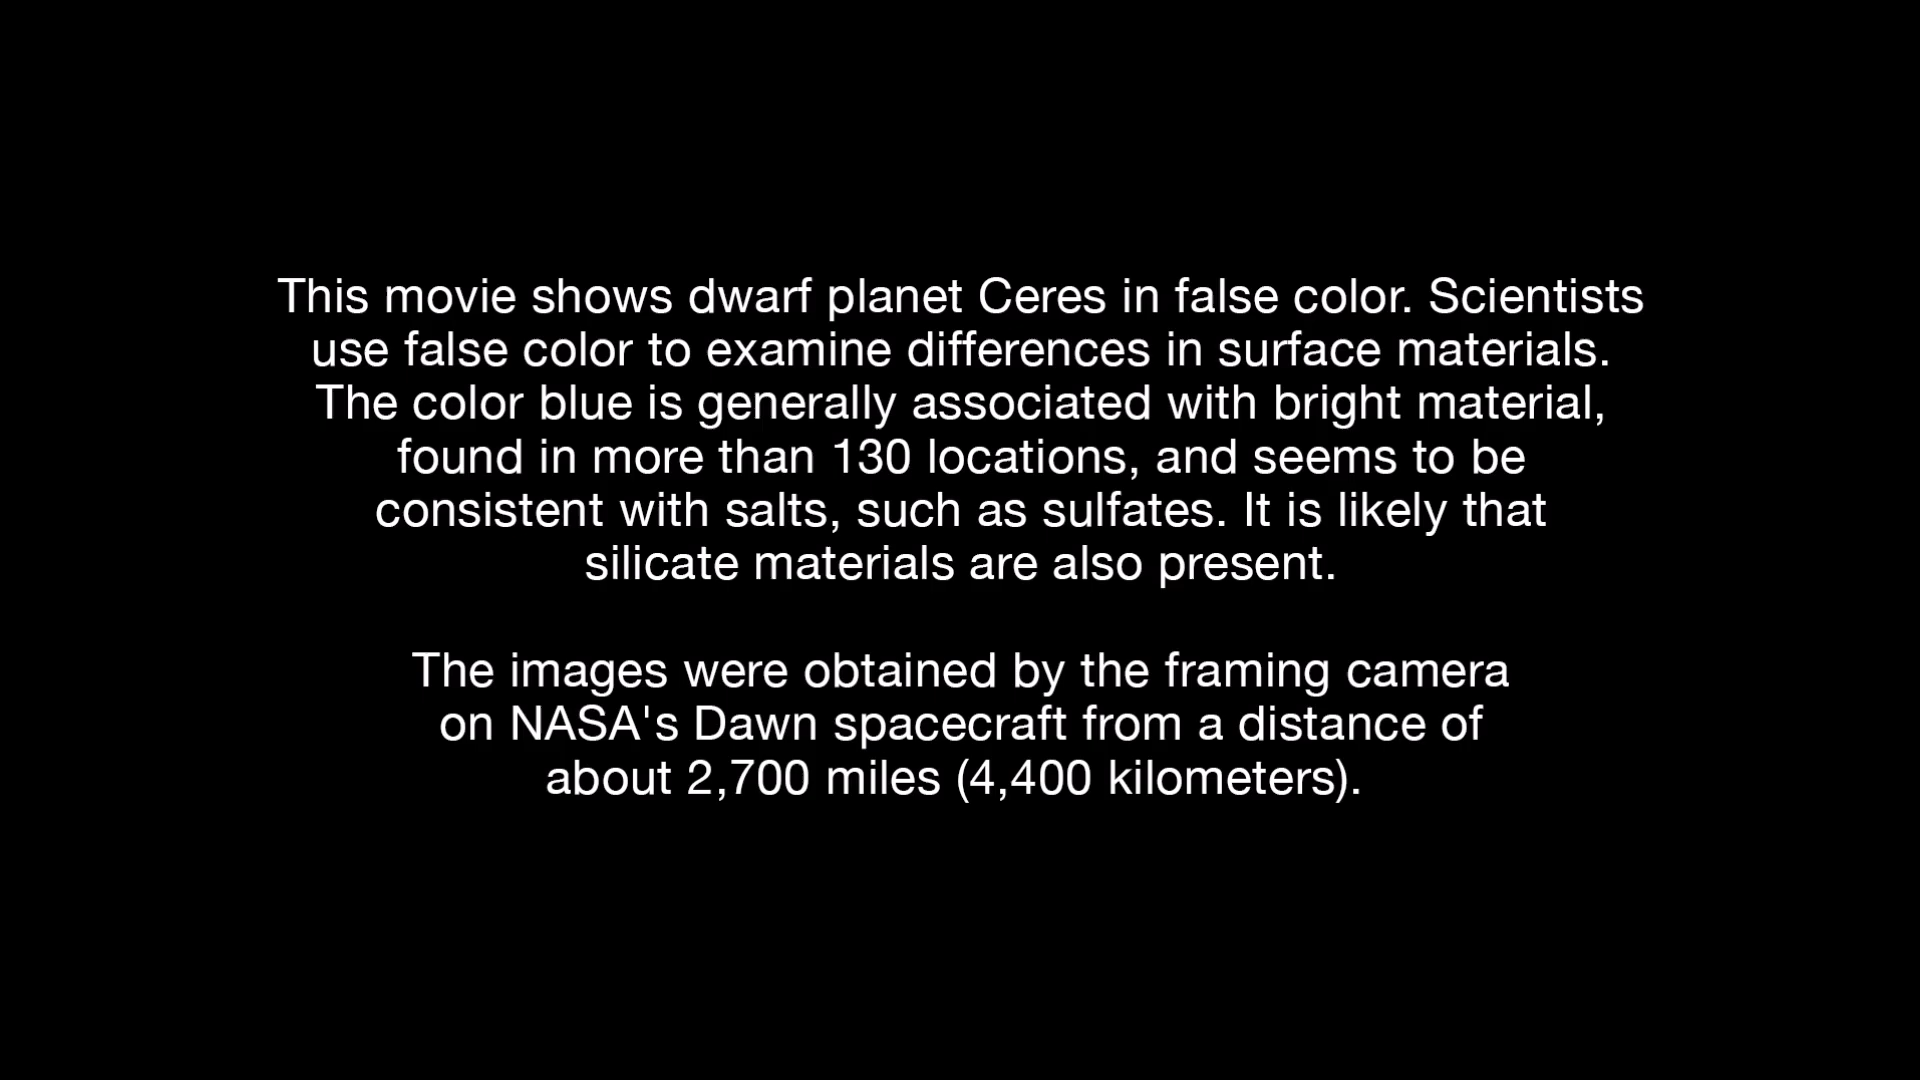 This movie shows dwarf planet Ceres in false color. Scientists
use false color to examine differences in surface materials.
The color blue is generally associated with bright material,
found in more than 130 locations, and seems to be
consistent with salts, such as sulfates. It is likely that
silicate materials are also present.
The images were obtained by the framing camera
on NASA's Dawn spacecraft from a distance of
about 2,700 miles (4,400 kilometers).